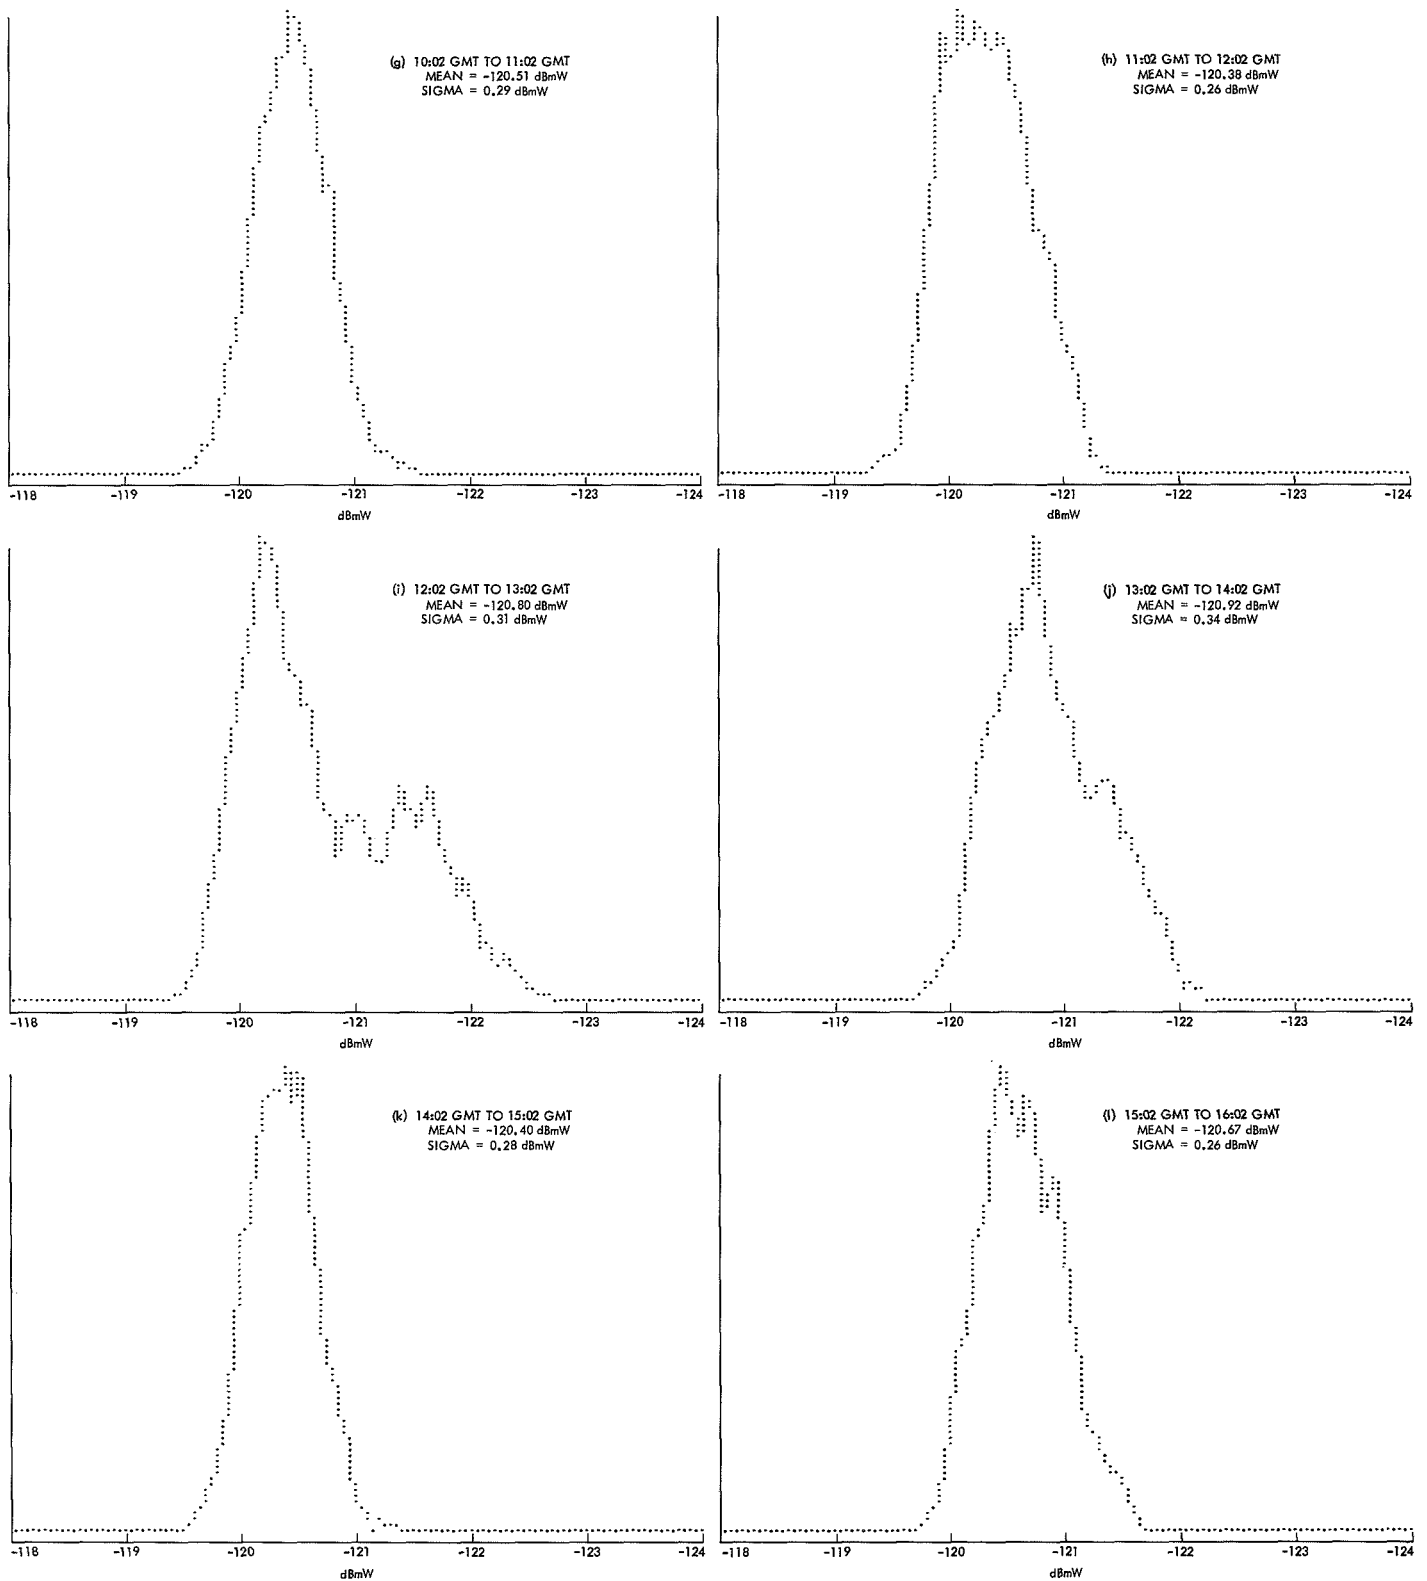 (g) 10:02 GMT TO 11:02 GMT
MEAN = -120.51 dBmW
SIGMA = 0.29 dBmW
-118 -119 -120 -121 -122 -123 -124
dBmW
(h) 11:02 GMT TO 12:02 GMT
MEAN = -120.38 dBmW
SIGMA = 0.26 dBmW
-118 -119 -120 -121 -122 -123 -124
dBmW
(i) 12:02 GMT TO 13:02 GMT
MEAN = -120.80 dBmW
SIGMA = 0.31 dBmW
-118 -119 -120 -121 -122 -123 -124
dBmW
(j) 13:02 GMT TO 14:02 GMT
MEAN = -120.92 dBmW
SIGMA = 0.34 dBmW
-118 -119 -120 -121 -122 -123 -124
dBmW
(k) 14:02 GMT TO 15:02 GMT
MEAN = -120.40 dBmW
SIGMA = 0.28 dBmW
-118 -119 -120 -121 -122 -123 -124
dBmW
(l) 15:02 GMT TO 16:02 GMT
MEAN = -120.67 dBmW
SIGMA = 0.26 dBmW
-118 -119 -120 -121 -122 -123 -124
dBmW